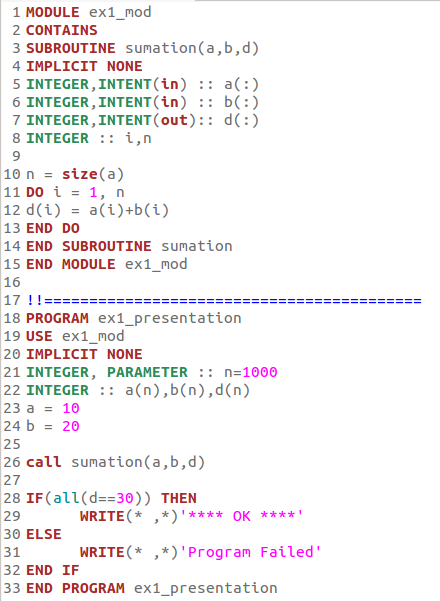 1 MODULE ex1_mod
2 CONTAINS
3 SUBROUTINE sumation(a,b,d)
4 IMPLICIT NONE
5 INTEGER,INTENT(in) :: a(:)
6 INTEGER,INTENT(in) :: b(:)
7 INTEGER,INTENT(out):: d(:)
8 INTEGER :: i,n
9
10 n = size(a)
11 DO i = 1, n
12 d(i) = a(i)+b(i)
13 END DO
14 END SUBROUTINE sumation
15 END MODULE ex1_mod
16
17 !!==========================================
18 PROGRAM ex1_presentation
19 USE ex1_mod
20 IMPLICIT NONE
21 INTEGER, PARAMETER :: n=1000
22 INTEGER :: a(n),b(n),d(n)
23 a = 10
24 b = 20
25
26 call sumation(a,b,d)
27
28 IF(all(d==30)) THEN
29       WRITE(* ,*)'**** OK ****'
30 ELSE
31       WRITE(* ,*)'Program Failed'
32 END IF
33 END PROGRAM ex1_presentation